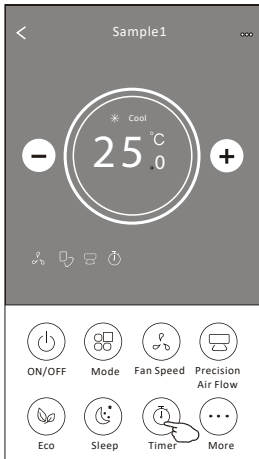 Sample1
Cool
25.0 °C
ON/OFF
Mode
Fan Speed
Precision
Air Flow
Eco
Sleep
Timer
More